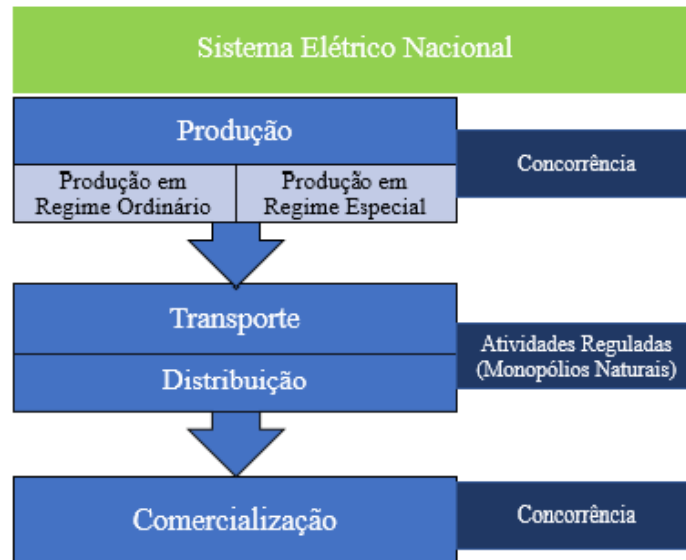 Sistema Elétrico Nacional
Produção
Concorrência
Produção em
Regime Ordinário
Produção em
Regime Especial
Transporte
Distribuição
Atividades Reguladas
(Monopólios Naturais)
Comercialização
Concorrência